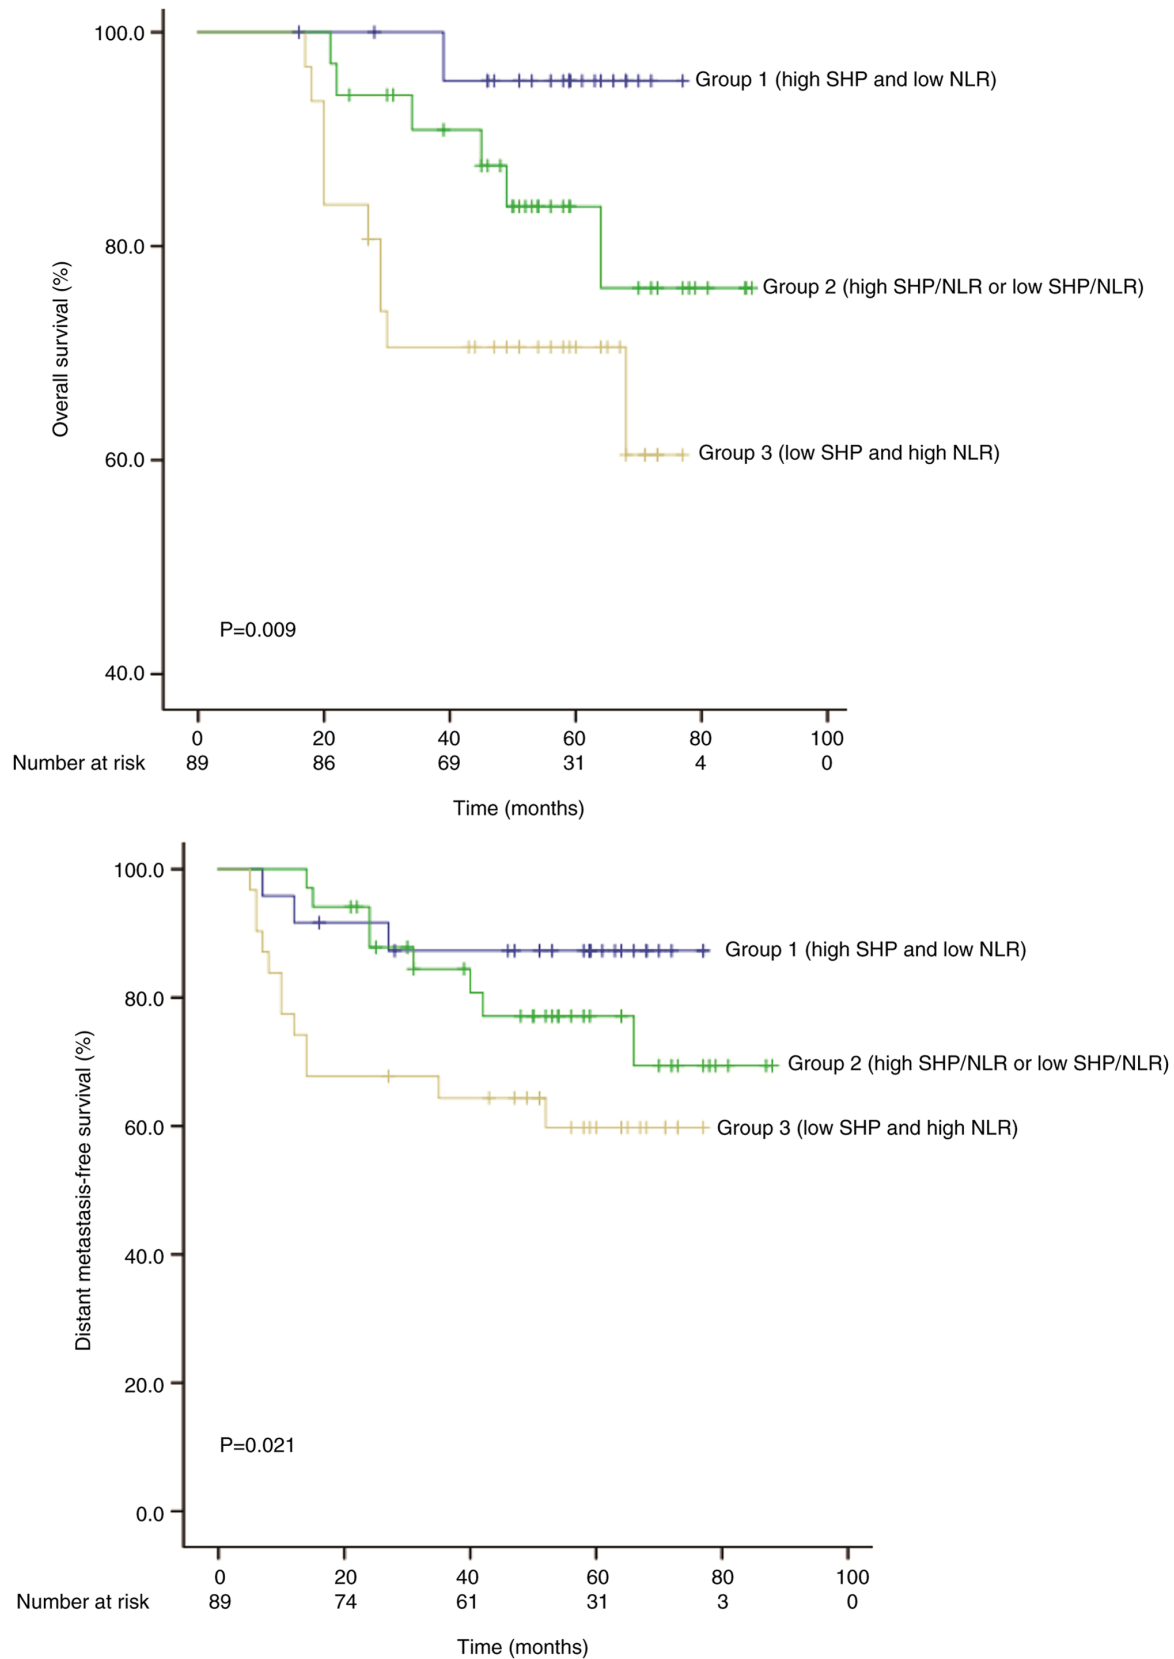 100.0
80.0
60.0
40.0
Overall survival (%)
Group 1 (high SHP and low NLR)
Group 2 (high SHP/NLR or low SHP/NLR)
Group 3 (low SHP and high NLR)
P=0.009
0 20 40 60 80 100
Number at risk 89 86 69 31 4 0
Time (months)
100.0
80.0
60.0
40.0
20.0
0.0
Distant metastasis-free survival (%)
Group 1 (high SHP and low NLR)
Group 2 (high SHP/NLR or low SHP/NLR)
Group 3 (low SHP and high NLR)
P=0.021
0 20 40 60 80 100
Number at risk 89 74 61 31 3 0
Time (months)